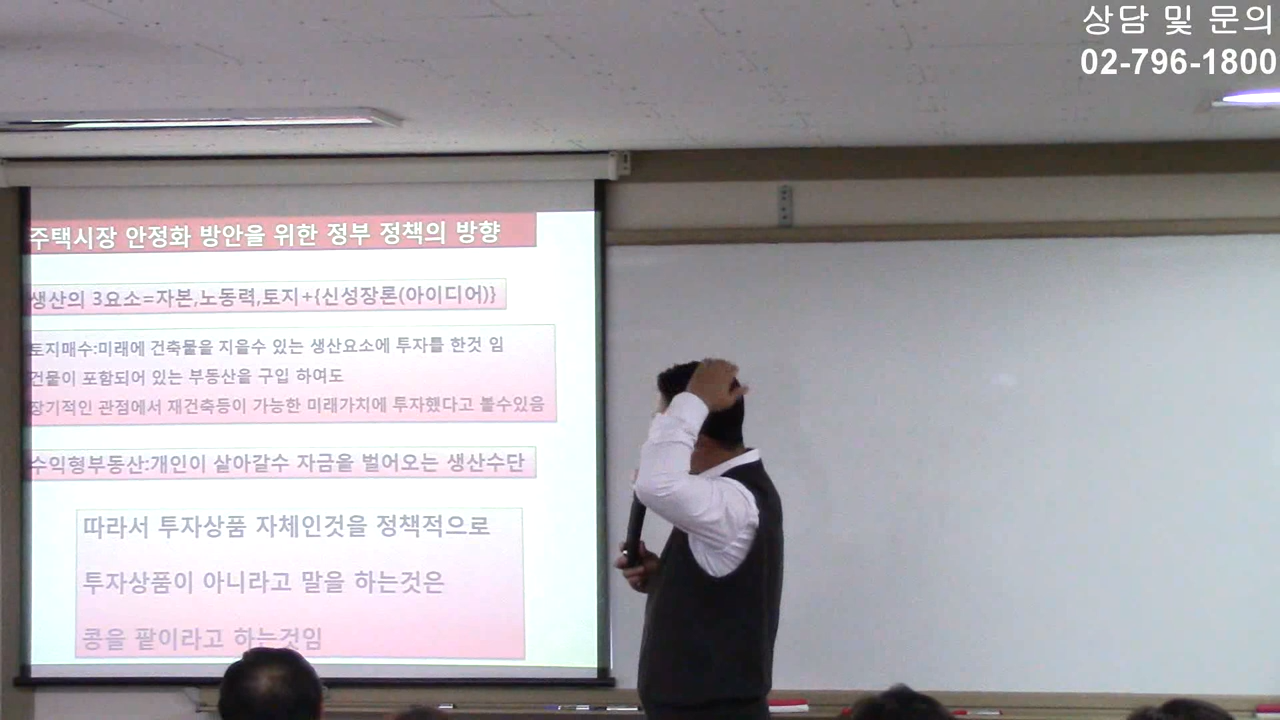 상담 및 문의
02-796-1800
주택시장 안정화 방안을 위한 정부 정책의 방향
생산의 3요소=자본,노동력,토지+{신성장론(아이디어)}
토지매수:미래에 건축물을 지을수 있는 생산요소에 투자를 한것 임
건물이 포함되어 있는 부동산을 구입 하여도
장기적인 관점에서 재건축등이 가능한 미래가치에 투자했다고 볼수있음
수익형부동산:개인이 살아갈수 자금을 벌어오는 생산수단
따라서 투자상품 자체인것을 정책적으로
투자상품이 아니라고 말을 하는것은
콩을 팥이라고 하는것임